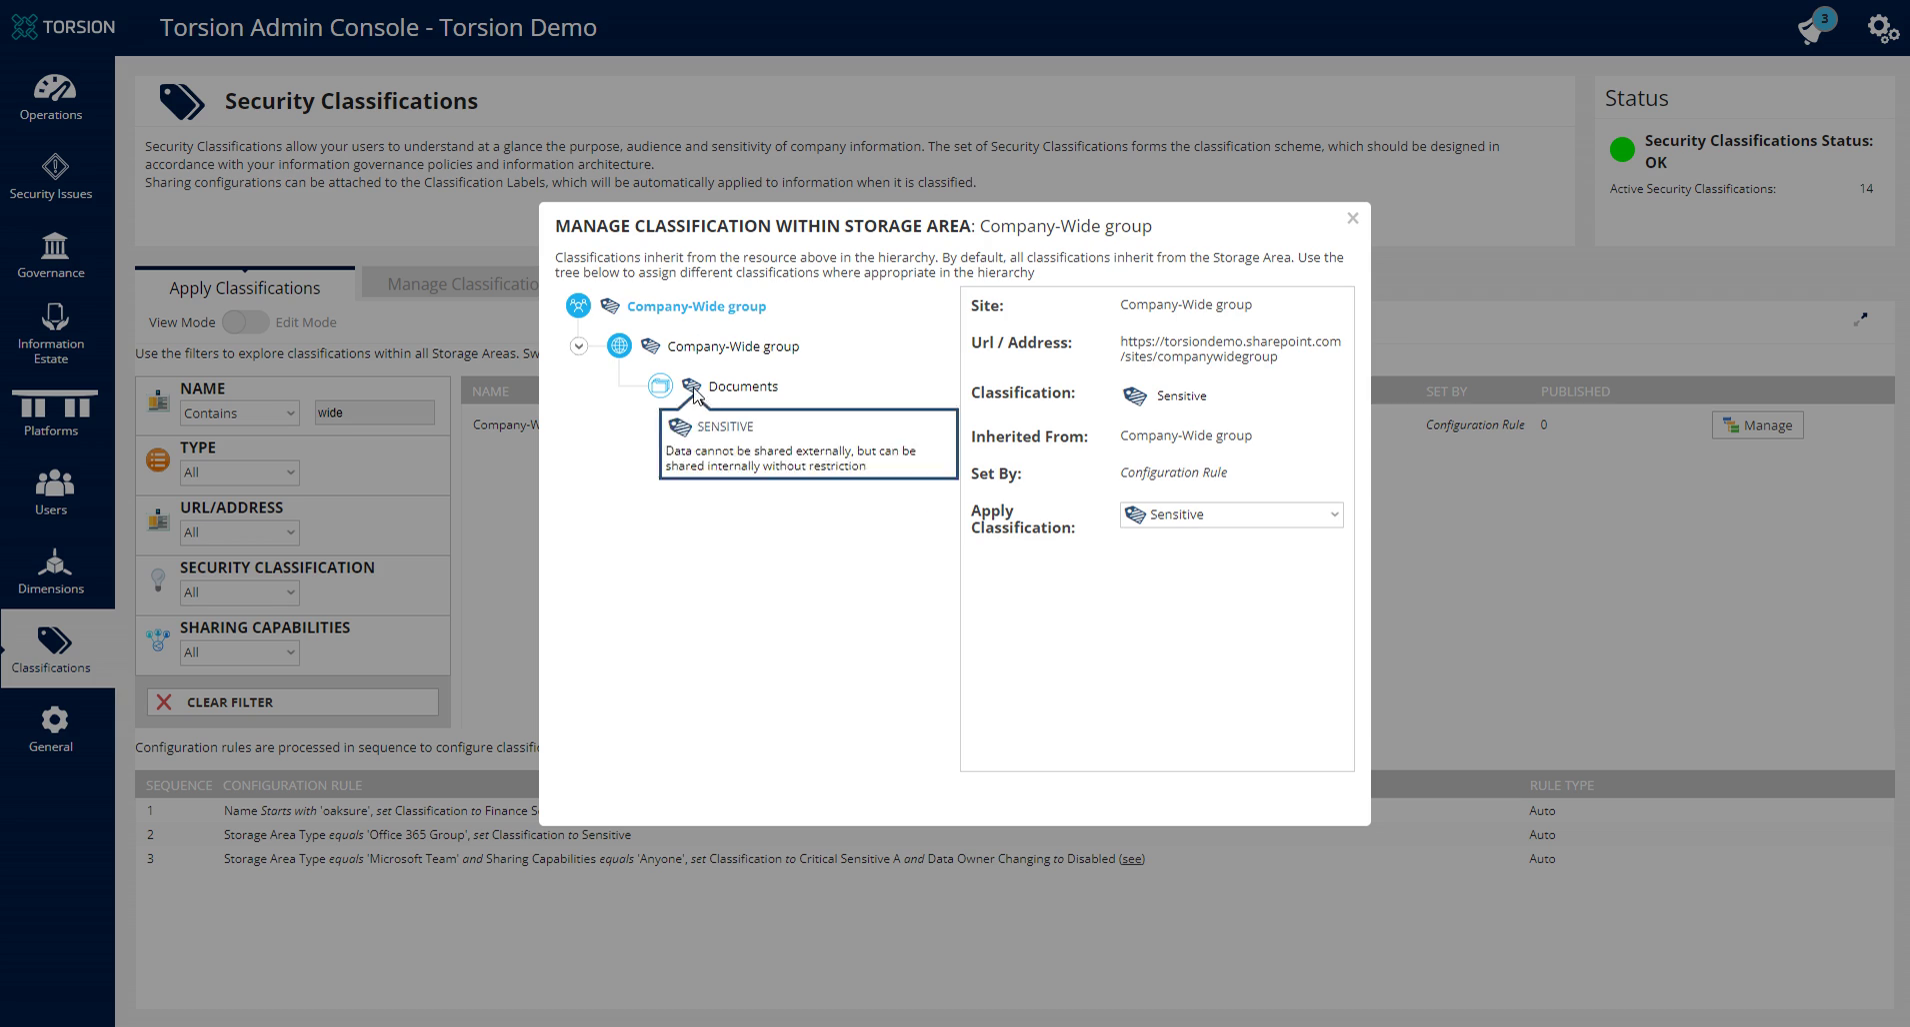 TORSION
Torsion Admin Console - Torsion Demo
3
Operations
Security Issues
Governance
Information
Estate
Platforms
Users
Dimensions
Classifications
General
Security Classifications
Security Classifications allow your users to understand at a glance the purpose, audience and sensitivity of company information. The set of Security Classifications forms the classification scheme, which should be designed in
accordance with your information governance policies and information architecture.
Sharing configurations can be attached to the Classification Labels, which will be automatically applied to information when it is classified.
Status
Security Classifications Status:
OK
Active Security Classifications: 14
Apply Classifications
Manage Classificatio
View Mode Edit Mode
Use the filters to explore classifications within all Storage Areas. Sw
NAME
Contains wide
TYPE
All
URL/ADDRESS
All
SECURITY CLASSIFICATION
All
SHARING CAPABILITIES
All
CLEAR FILTER
NAME SET BY PUBLISHED
Company-W Configuration Rule 0 Manage
MANAGE CLASSIFICATION WITHIN STORAGE AREA: Company-Wide group
Classifications inherit from the resource above in the hierarchy. By default, all classifications inherit from the Storage Area. Use the
tree below to assign different classifications where appropriate in the hierarchy
Company-Wide group
Company-Wide group
Documents
SENSITIVE
Data cannot be shared externally, but can be
shared internally without restriction
Site: Company-Wide group
Url / Address: https://torsiondemo.sharepoint.com
/sites/companywidegroup
Classification: Sensitive
Inherited From: Company-Wide group
Set By: Configuration Rule
Apply
Classification: Sensitive
Configuration rules are processed in sequence to configure classific
SEQUENCE CONFIGURATION RULE RULE TYPE
1 Name Starts with 'oaksure', set Classification to Finance S Auto
2 Storage Area Type equals 'Office 365 Group', set Classification to Sensitive Auto
3 Storage Area Type equals 'Microsoft Team' and Sharing Capabilities equals 'Anyone', set Classification to Critical Sensitive A and Data Owner Changing to Disabled (see) Auto